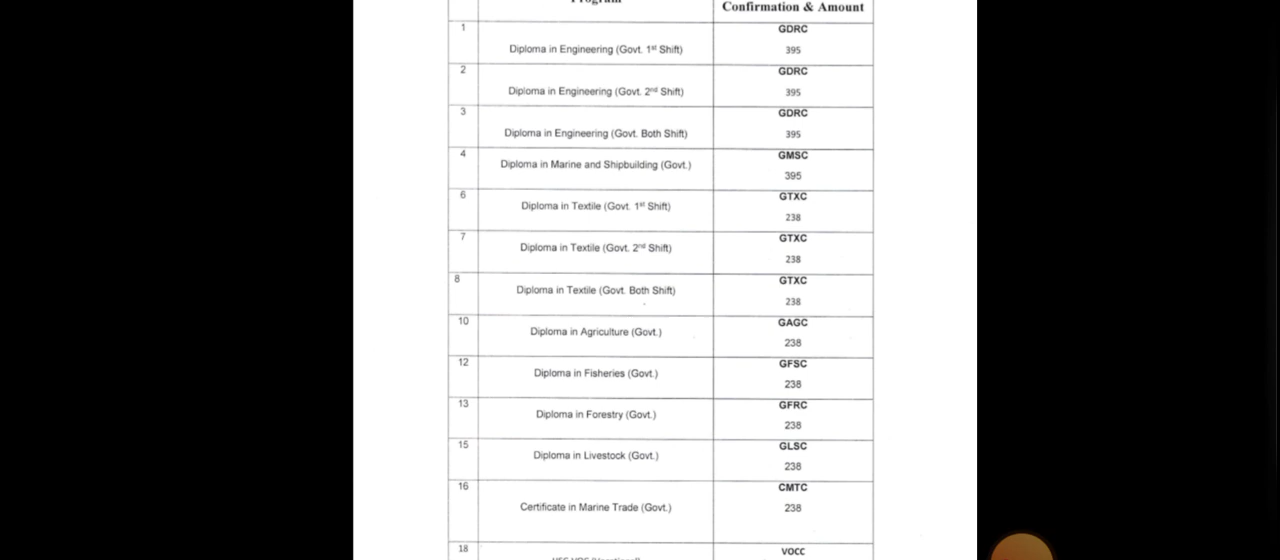 Program
Confirmation & Amount
1
GDRC
Diploma in Engineering (Govt. 1st Shift)
395
2
GDRC
Diploma in Engineering (Govt. 2nd Shift)
395
3
GDRC
Diploma in Engineering (Govt. Both Shift)
395
4
GMSC
Diploma in Marine and Shipbuilding (Govt.)
395
6
GTXC
Diploma in Textile (Govt. 1st Shift)
238
7
GTXC
Diploma in Textile (Govt. 2nd Shift)
238
8
GTXC
Diploma in Textile (Govt. Both Shift)
238
10
GAGC
Diploma in Agriculture (Govt.)
238
12
GFSC
Diploma in Fisheries (Govt.)
238
13
GFRC
Diploma in Forestry (Govt.)
238
15
GLSC
Diploma in Livestock (Govt.)
238
16
CMTC
Certificate in Marine Trade (Govt.)
238
18
VOCC